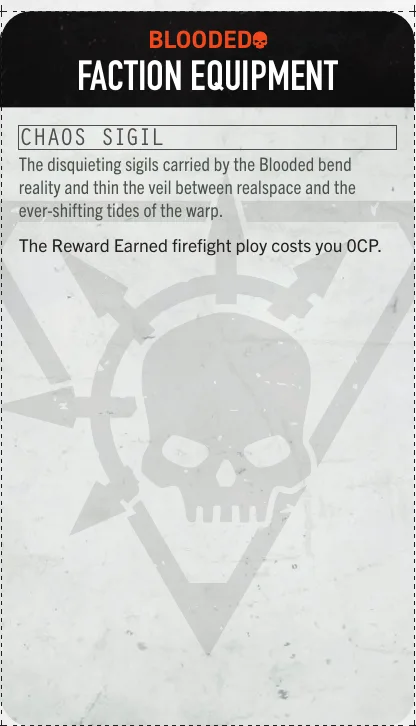 BLOODED
FACTION EQUIPMENT
CHAOS SIGIL
The disquieting sigils carried by the Blooded bend
reality and thin the veil between realspace and the
ever-shifting tides of the warp.
The Reward Earned firefight ploy costs you 0CP.